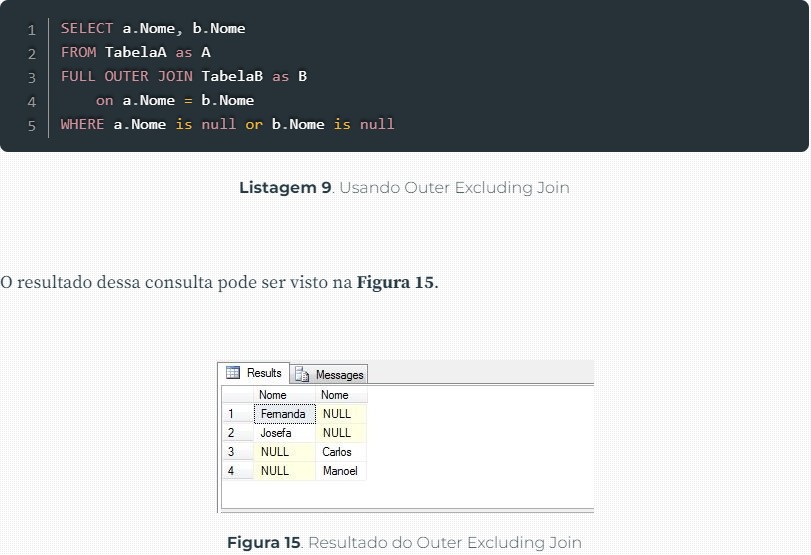 1 SELECT a.Nome, b.Nome
2 FROM TabelaA as A
3 FULL OUTER JOIN TabelaB as B
4     on a.Nome = b.Nome
5 WHERE a.Nome is null or b.Nome is null
Listagem 9. Usando Outer Excluding Join
O resultado dessa consulta pode ser visto na Figura 15.
Results Messages
Nome Nome
1 Fernanda NULL
2 Josefa NULL
3 NULL Carlos
4 NULL Manoel
Figura 15. Resultado do Outer Excluding Join